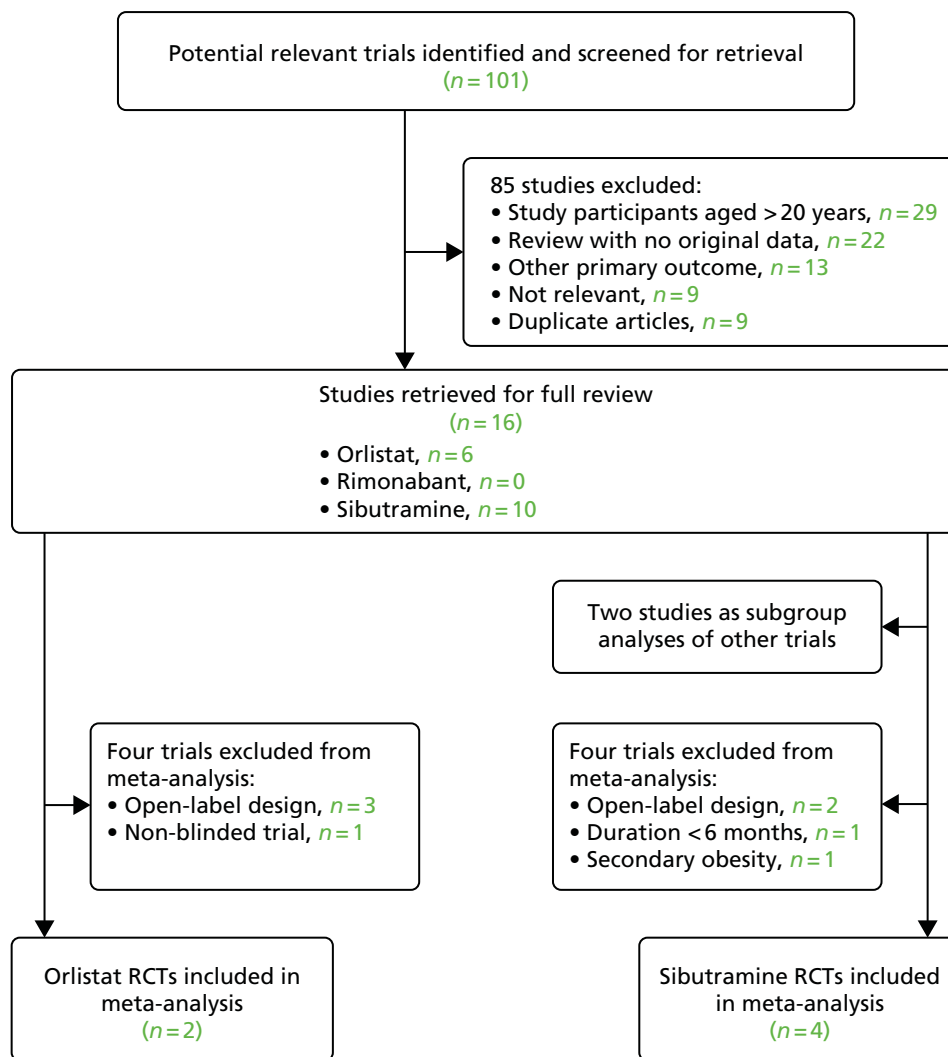 Potential relevant trials identified and screened for retrieval
(n=101)
85 studies excluded:
• Study participants aged >20 years, n=29
• Review with no original data, n=22
• Other primary outcome, n=13
• Not relevant, n=9
• Duplicate articles, n=9
Studies retrieved for full review
(n=16)
• Orlistat, n=6
• Rimonabant, n=0
• Sibutramine, n=10
Two studies as subgroup
analyses of other trials
Four trials excluded from
meta-analysis:
• Open-label design, n=3
• Non-blinded trial, n=1
Four trials excluded from
meta-analysis:
• Open-label design, n=2
• Duration <6 months, n=1
• Secondary obesity, n=1
Orlistat RCTs included in
meta-analysis
(n=2)
Sibutramine RCTs included
in meta-analysis
(n=4)